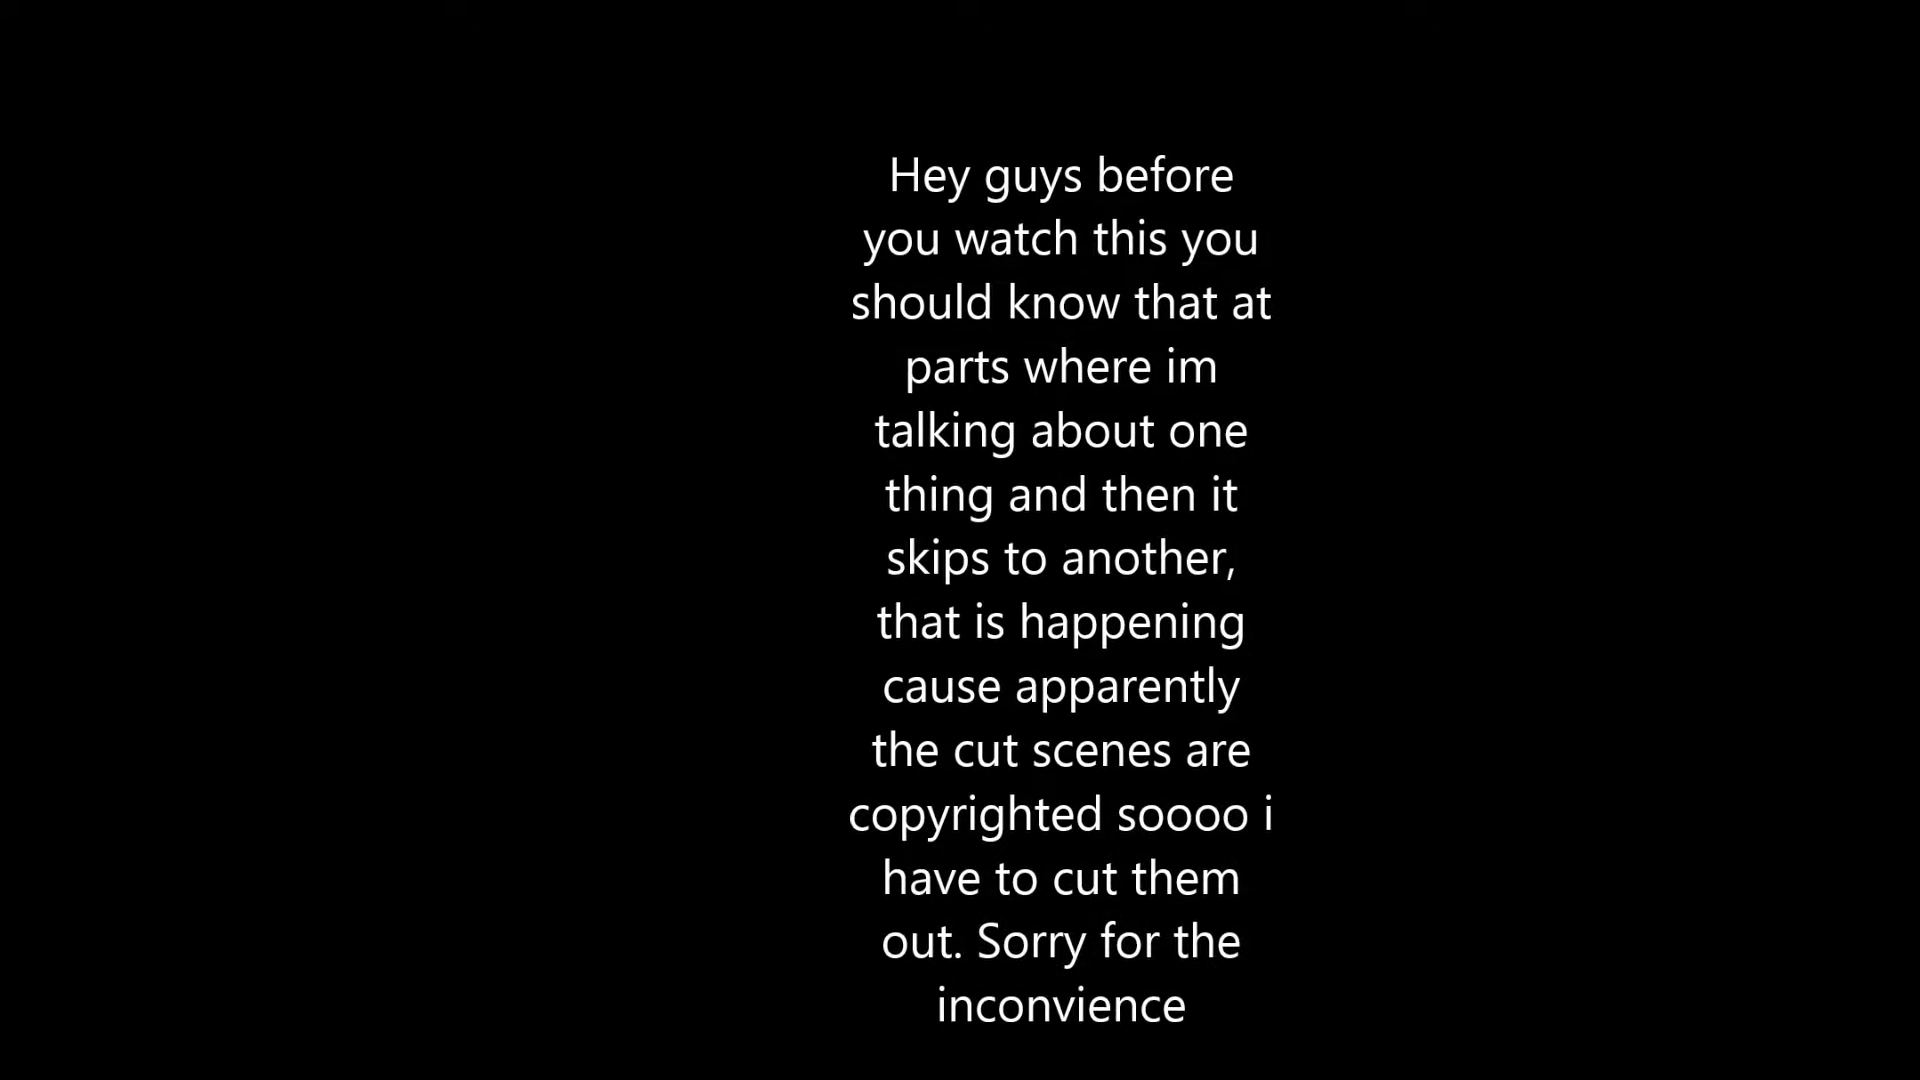 Hey guys before
you watch this you
should know that at
parts where im
talking about one
thing and then it
skips to another,
that is happening
cause apparently
the cut scenes are
copyrighted soooo i
have to cut them
out. Sorry for the
inconvience